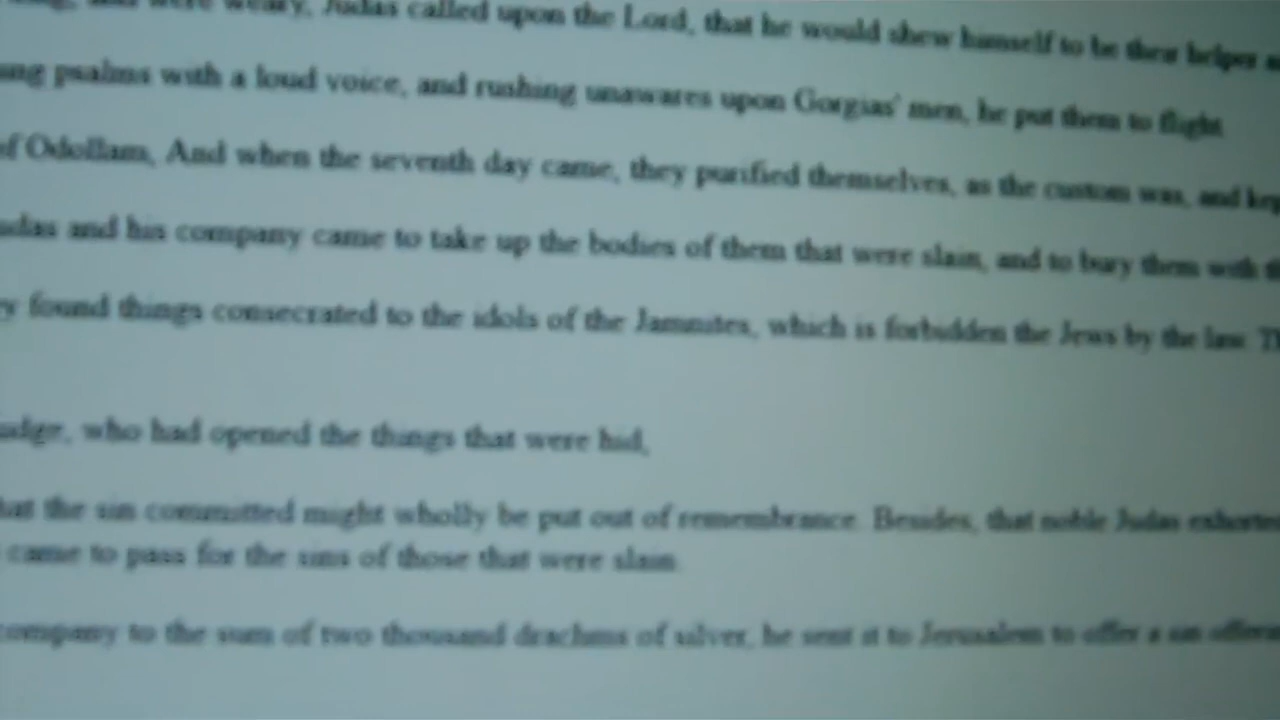 and were weary, Judas called upon the Lord, that he would shew himself to be their helper
psalms with a loud voice, and rushing unawares upon Gorgias' men, he put them to flight
of Odollam, And when the seventh day came, they purified themselves, as the custom was, and
and his company came to take up the bodies of them that were slain, and to bury them with
found things consecrated to the idols of the Jamnites, which is forbidden the Jews by the law.
who had opened the things that were hid,
the sin committed might wholly be put out of remembrance. Besides, that noble Judas
came to pass for the sins of those that were slain
company to the sum of two thousand drachms of silver, he sent it to Jerusalem to offer a sin